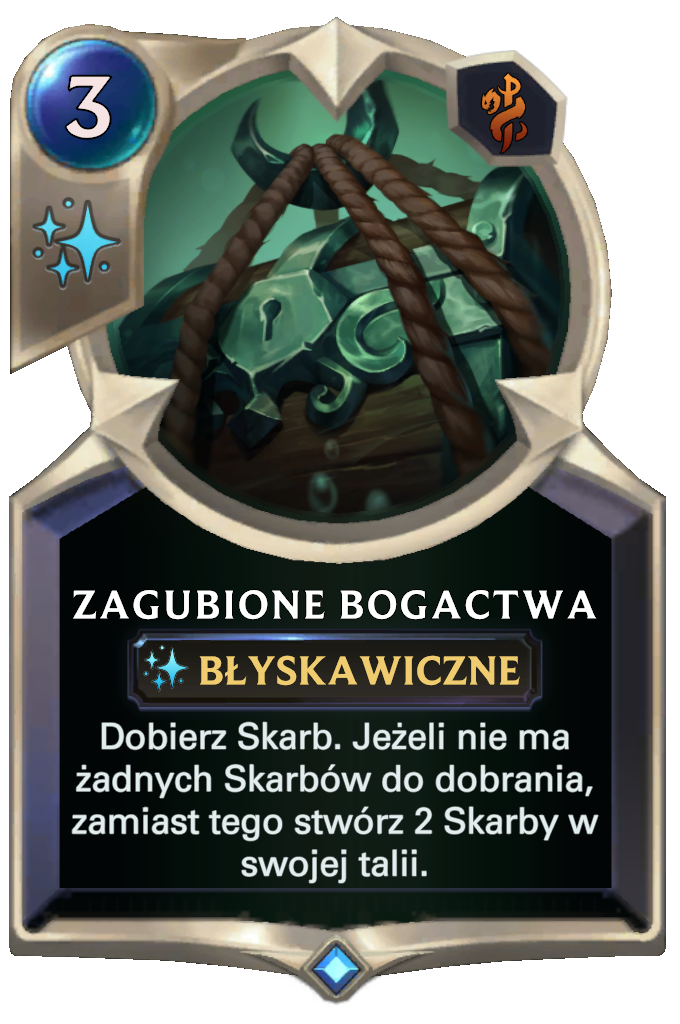 3
ZAGUBIONE BOGACTWA
BŁYSKAWICZNE
Dobierz Skarb. Jeżeli nie ma
żadnych Skarbów do dobrania,
zamiast tego stwórz 2 Skarby w
swojej talii.